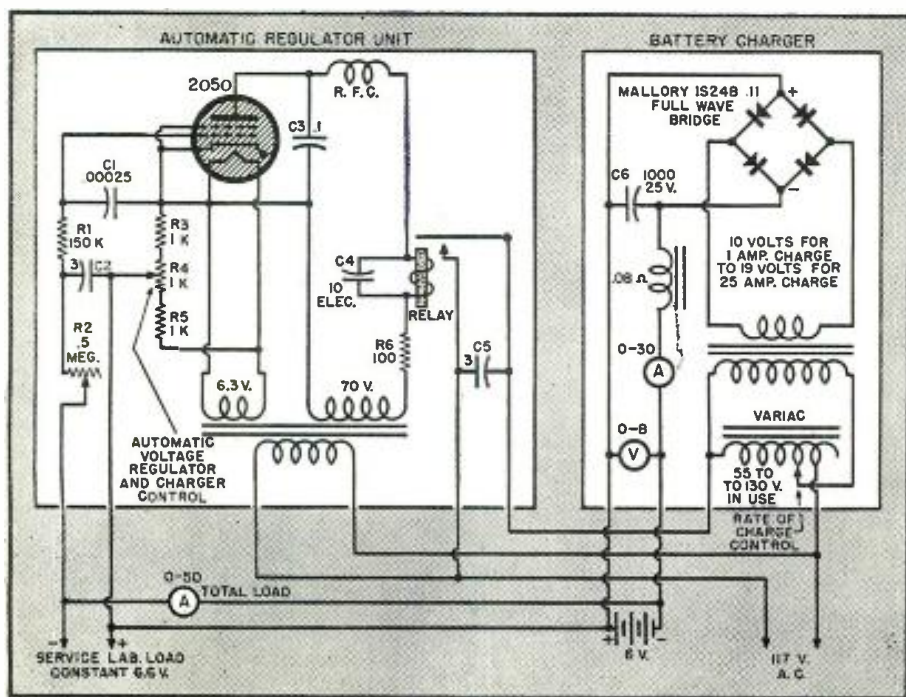 AUTOMATIC REGULATOR UNIT
BATTERY CHARGER
2050
R. F. C.
C3 .1
MALLORY 1S24B .11
FULL WAVE
BRIDGE
+
-
C1
.00025
C6
1000
25 V.
R1
150 K
R3
1 K
3
C2
R4
1 K
C4
10
ELEC.
RELAY
10 VOLTS FOR
1 AMP. CHARGE
TO 19 VOLTS FOR
25 AMP. CHARGE
.08 Ω
R5
1 K
R2
.5
MEG.
R6
100
C5
3
0-30
A
6.3 V.
70 V.
0-8
V
VARIAC
AUTOMATIC
VOLTAGE
REGULATOR
AND CHARGER
CONTROL
55 TO
TO 130 V.
IN USE
RATE OF
CHARGE
CONTROL
0-50
A
TOTAL LOAD
- +
SERVICE LAB. LOAD
CONSTANT 6.6 V.
+ -
6 V.
117 V.
A.C.